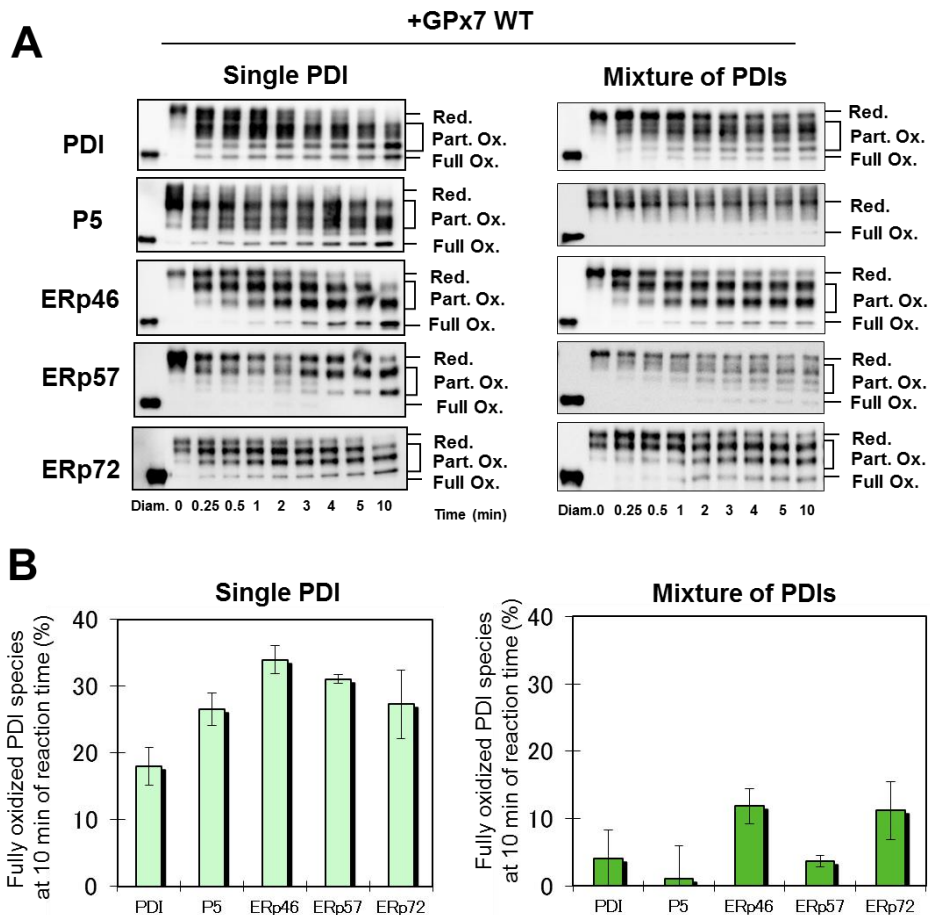 +GPx7 WT
A
Single PDI
Mixture of PDIs
PDI
Red.
Part. Ox.
Full Ox.
Red.
Part. Ox.
Full Ox.
P5
Red.
Part. Ox.
Full Ox.
Red.
Part. Ox.
Full Ox.
ERp46
Red.
Part. Ox.
Full Ox.
Red.
Part. Ox.
Full Ox.
ERp57
Red.
Part. Ox.
Full Ox.
Red.
Part. Ox.
Full Ox.
ERp72
Red.
Part. Ox.
Full Ox.
Red.
Part. Ox.
Full Ox.
Diam. 0 0.25 0.5 1 2 3 4 5 10
Time (min)
Diam. 0 0.25 0.5 1 2 3 4 5 10
B
Single PDI
Fully oxidized PDI species
at 10 min of reaction time (%)
40
30
20
10
0
PDI P5 ERp46 ERp57 ERp72
Mixture of PDIs
Fully oxidized PDI species
at 10 min of reaction time (%)
40
30
20
10
0
PDI P5 ERp46 ERp57 ERp72